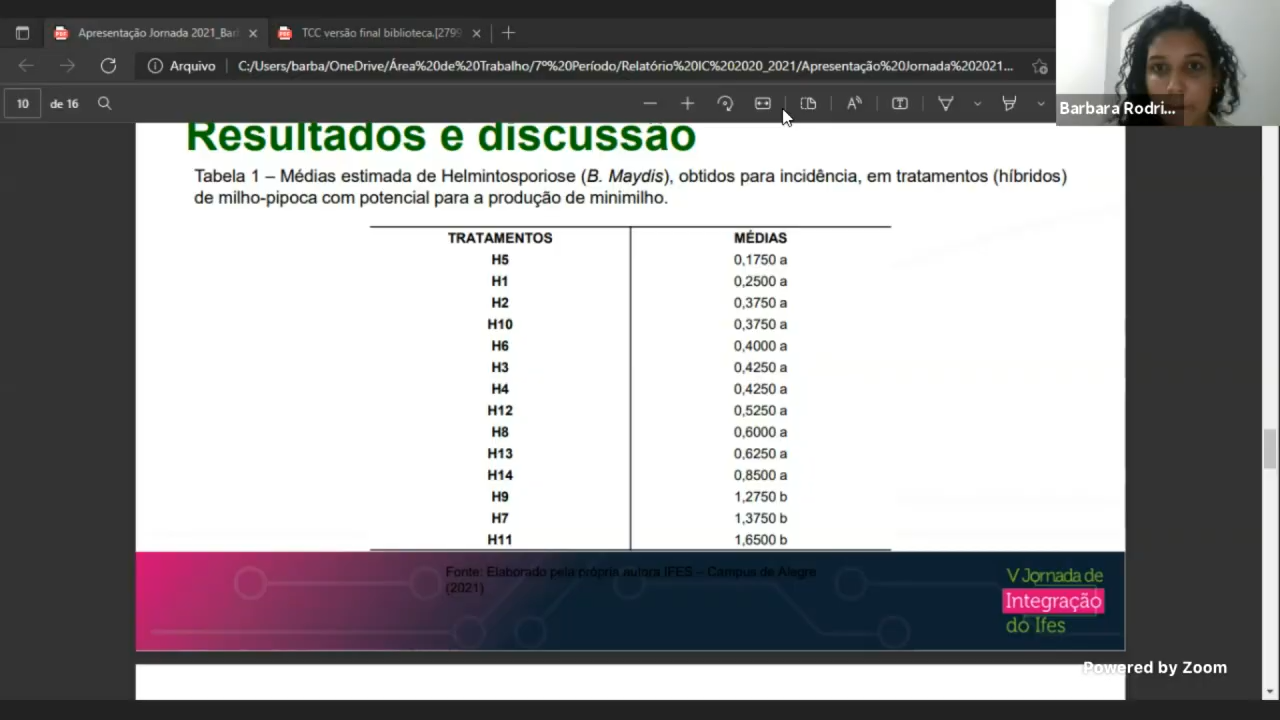 Apresentação Jornada 2021_Bar
TCC versão final biblioteca.[2799
Arquivo
C:/Users/barba/OneDrive/Área%20de%20Trabalho/7º%20Período/Relatório%20IC%202020_2021/Apresentação%20Jornada%202021...
10 de 16
Barbara Rodri...
Resultados e discussão
Tabela 1 – Médias estimada de Helmintosporiose (B. Maydis), obtidos para incidência, em tratamentos (híbridos)
de milho-pipoca com potencial para a produção de minimilho.
TRATAMENTOS MÉDIAS
H5 0,1750 a
H1 0,2500 a
H2 0,3750 a
H10 0,3750 a
H6 0,4000 a
H3 0,4250 a
H4 0,4250 a
H12 0,5250 a
H8 0,6000 a
H13 0,6250 a
H14 0,8500 a
H9 1,2750 b
H7 1,3750 b
H11 1,6500 b
Fonte: Elaborado pela própria autora IFES – Campus de Alegre
(2021)
V Jornada de
Integração
do Ifes
Powered by Zoom